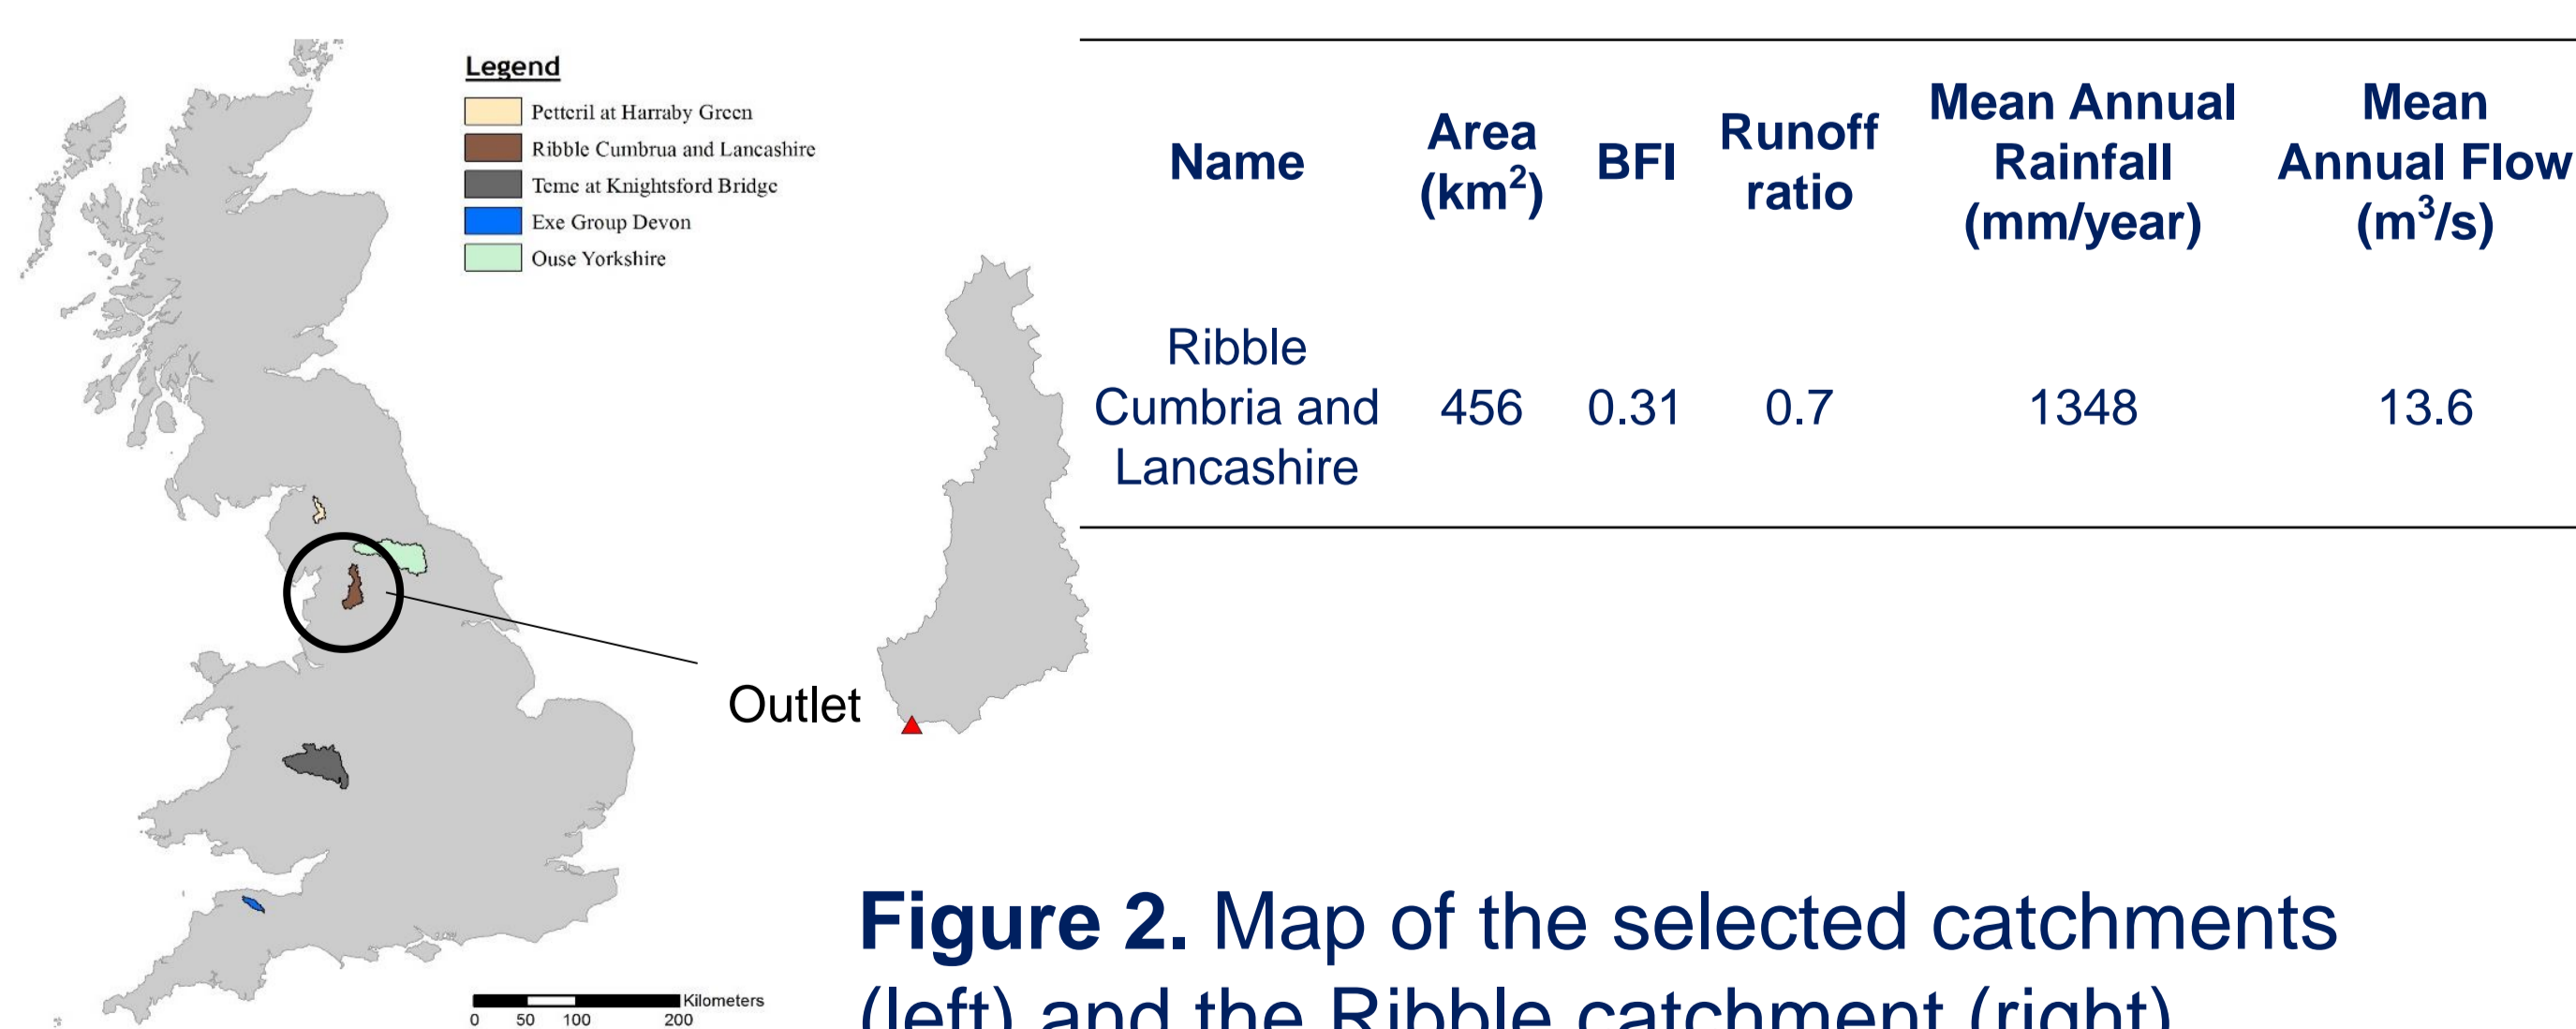 Legend
Petteril at Harraby Green
Ribble Cumbrua and Lancashire
Teme at Knightsford Bridge
Exe Group Devon
Ouse Yorkshire
Name
Area
(km²)
BFI
Runoff
ratio
Mean Annual
Rainfall
(mm/year)
Mean
Annual Flow
(m³/s)
Ribble
Cumbria and
Lancashire
456
0.31
0.7
1348
13.6
Outlet
Kilometers
0 50 100 200
Figure 2. Map of the selected catchments
(left) and the Ribble catchment (right)